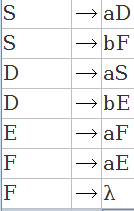 S → aD
S → bF
D → aS
D → bE
E → aF
F → aE
F → λ